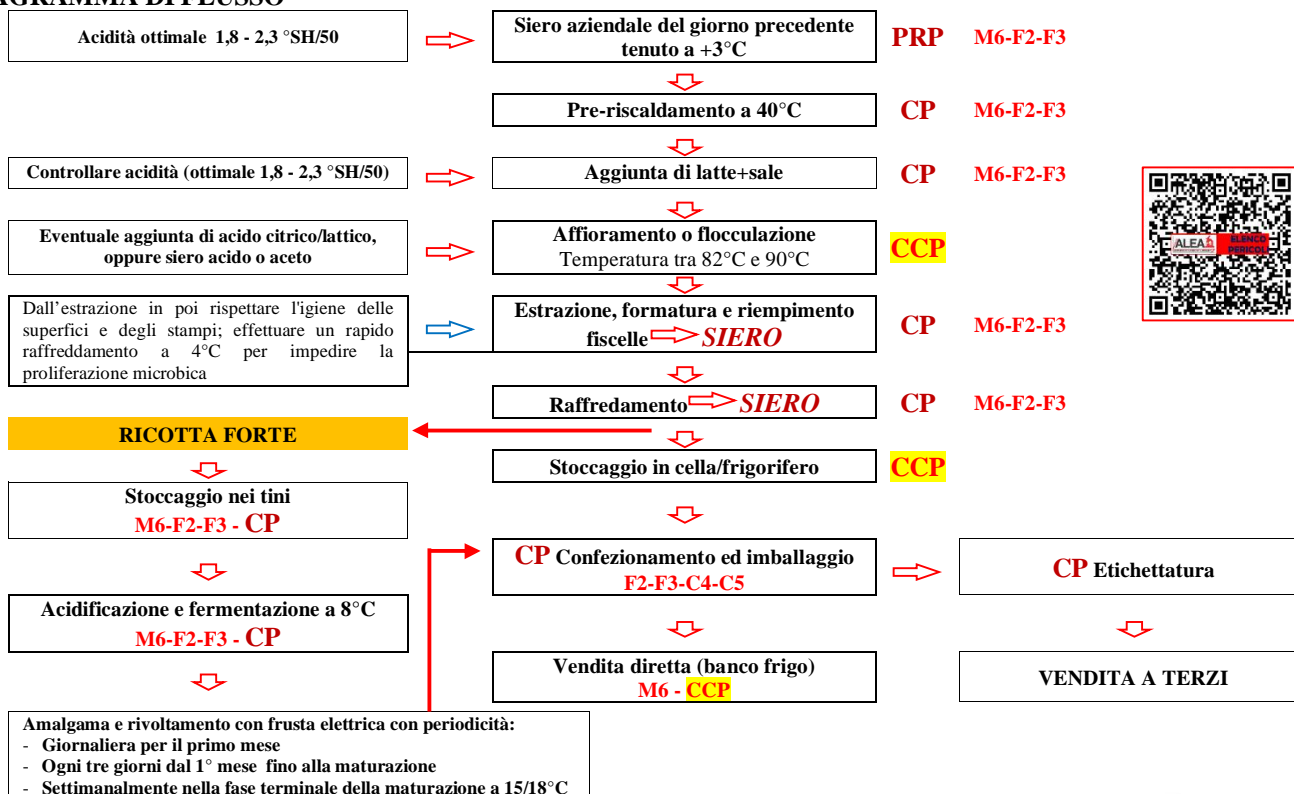 AGRAMMA DI FLUSSO
Acidità ottimale 1,8 - 2,3 °SH/50
Siero aziendale del giorno precedente
tenuto a +3°C
PRP M6-F2-F3
Pre-riscaldamento a 40°C
CP M6-F2-F3
Controllare acidità (ottimale 1,8 - 2,3 °SH/50)
Aggiunta di latte+sale
CP M6-F2-F3
Eventuale aggiunta di acido citrico/lattico,
oppure siero acido o aceto
Affioramento o flocculazione
Temperatura tra 82°C e 90°C
CCP
ALEA
ELENCO
PERICOLI
Dall'estrazione in poi rispettare l'igiene delle
superfici e degli stampi; effettuare un rapido
raffreddamento a 4°C per impedire la
proliferazione microbica
Estrazione, formatura e riempimento
fiscelle SIERO
CP M6-F2-F3
Raffredamento SIERO
CP M6-F2-F3
RICOTTA FORTE
Stoccaggio in cella/frigorifero
CCP
Stoccaggio nei tini
M6-F2-F3 - CP
CP Confezionamento ed imballaggio
F2-F3-C4-C5
CP Etichettatura
Acidificazione e fermentazione a 8°C
M6-F2-F3 - CP
Vendita diretta (banco frigo)
M6 - CCP
VENDITA A TERZI
Amalgama e rivoltamento con frusta elettrica con periodicità:
- Giornaliera per il primo mese
- Ogni tre giorni dal 1° mese fino alla maturazione
- Settimanalmente nella fase terminale della maturazione a 15/18°C